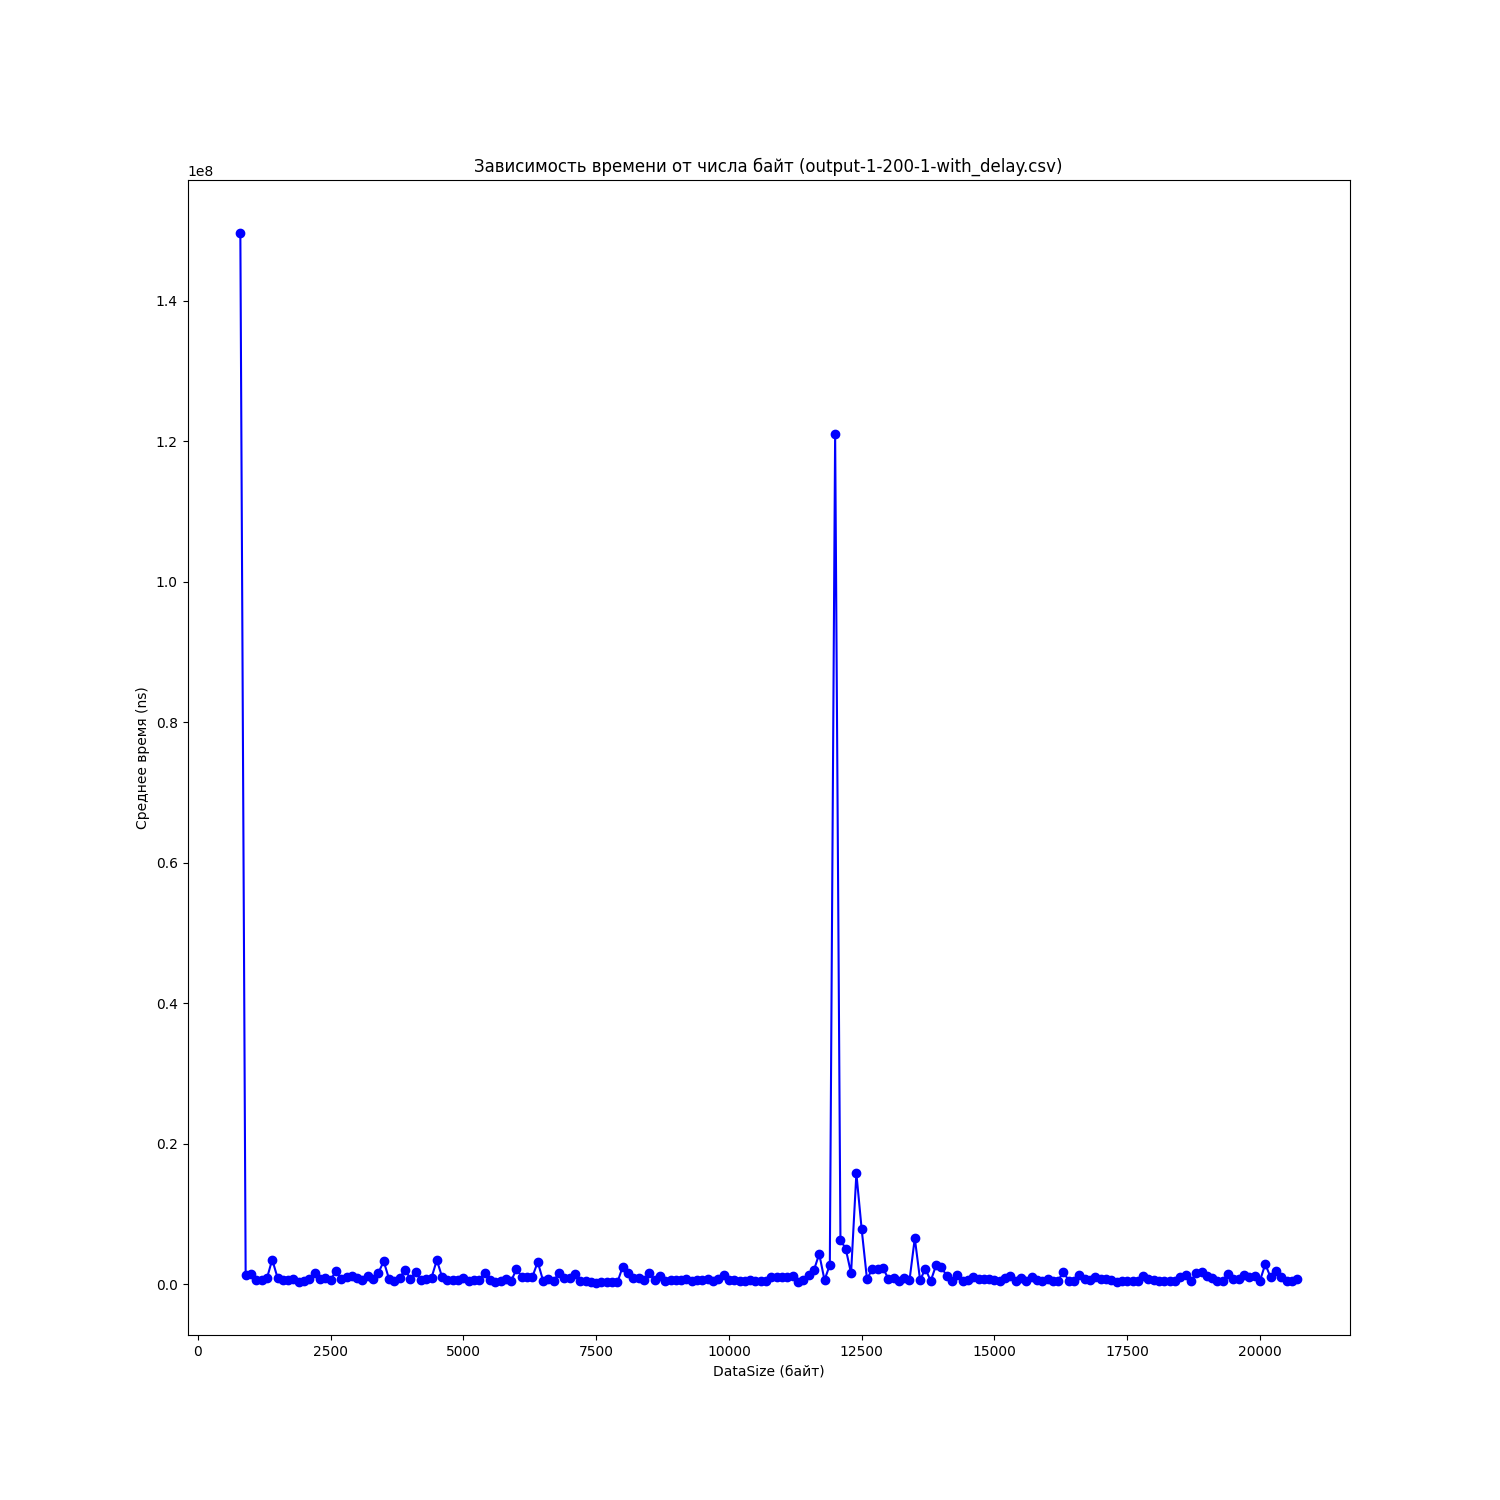 Зависимость времени от числа байт (output-1-200-1-with_delay.csv)
1e8
1.4
1.2
1.0
0.8
0.6
0.4
0.2
0.0
Среднее время (ns)
0 2500 5000 7500 10000 12500 15000 17500 20000
DataSize (байт)